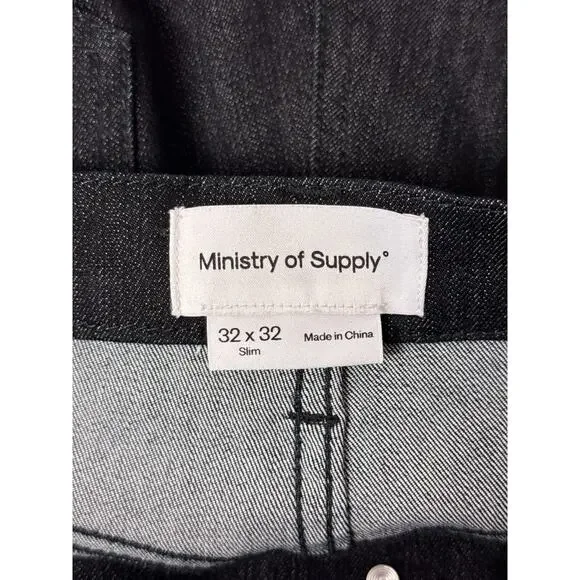 Ministry of Supply°
32 x 32
Slim
Made in China